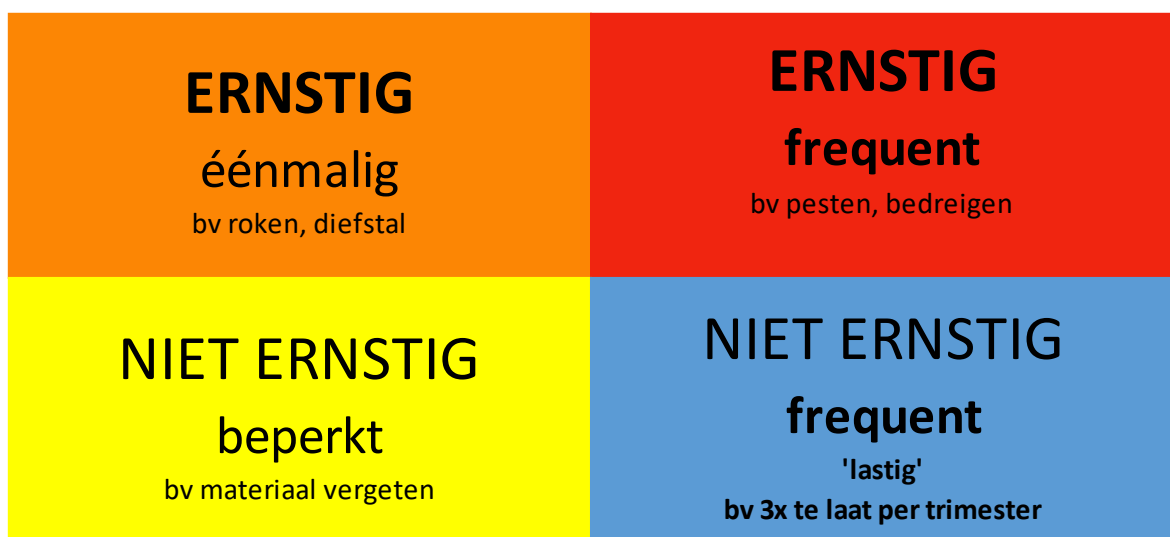 ERNSTIG
éénmalig
bv roken, diefstal
ERNSTIG
frequent
bv pesten, bedreigen
NIET ERNSTIG
beperkt
bv materiaal vergeten
NIET ERNSTIG
frequent
'lastig'
bv 3x te laat per trimester